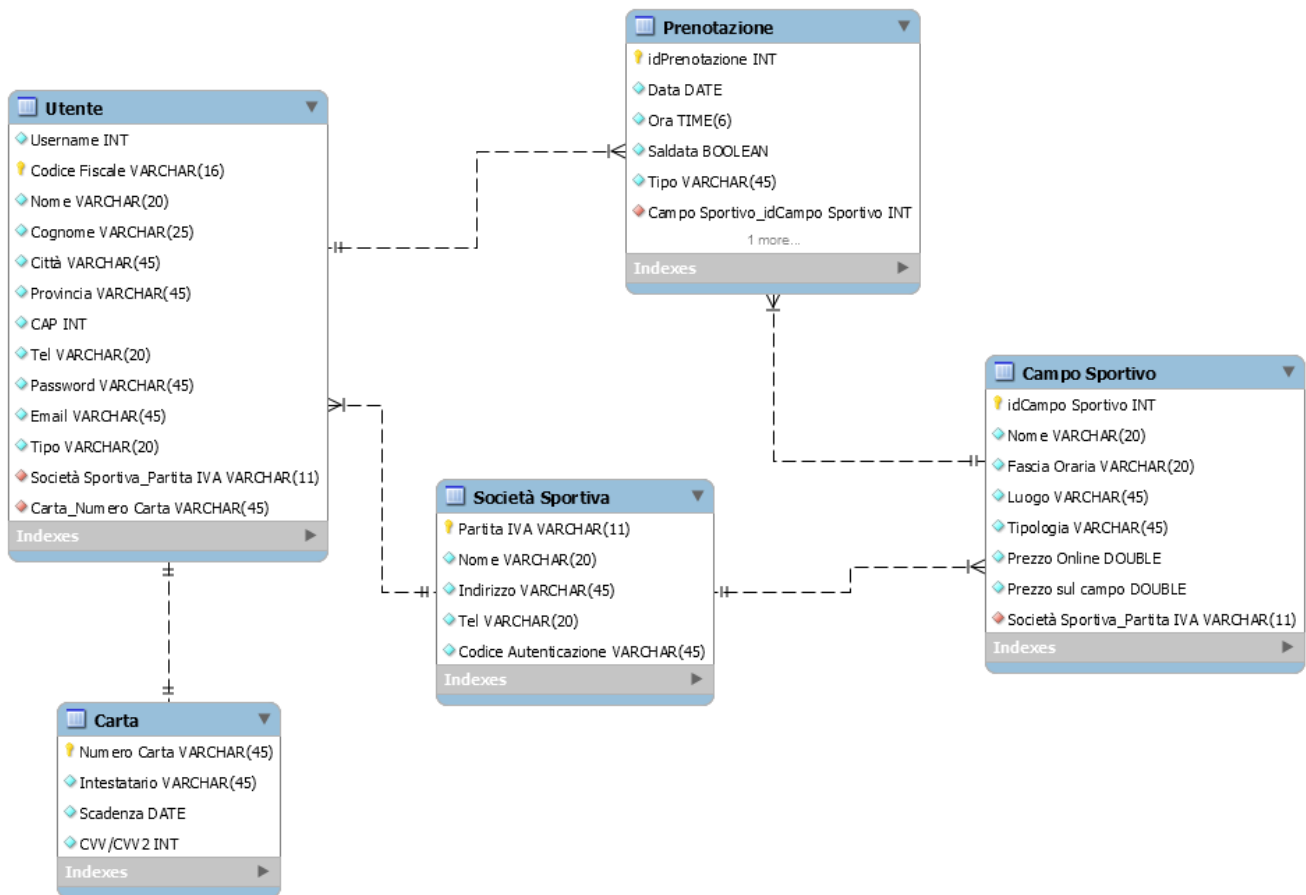 Prenotazione
idPrenotazione INT
Data DATE
Ora TIME(6)
Saldata BOOLEAN
Tipo VARCHAR(45)
Campo Sportivo_idCampo Sportivo INT
1 more...
Indexes
Utente
Username INT
Codice Fiscale VARCHAR(16)
Nome VARCHAR(20)
Cognome VARCHAR(25)
Città VARCHAR(45)
Provincia VARCHAR(45)
CAP INT
Tel VARCHAR(20)
Password VARCHAR(45)
Email VARCHAR(45)
Tipo VARCHAR(20)
Società Sportiva_Partita IVA VARCHAR(11)
Carta_Numero Carta VARCHAR(45)
Indexes
Campo Sportivo
idCampo Sportivo INT
Nome VARCHAR(20)
Fascia Oraria VARCHAR(20)
Luogo VARCHAR(45)
Tipologia VARCHAR(45)
Prezzo Online DOUBLE
Prezzo sul campo DOUBLE
Società Sportiva_Partita IVA VARCHAR(11)
Indexes
Società Sportiva
Partita IVA VARCHAR(11)
Nome VARCHAR(20)
Indirizzo VARCHAR(45)
Tel VARCHAR(20)
Codice Autenticazione VARCHAR(45)
Indexes
Carta
Numero Carta VARCHAR(45)
Intestatario VARCHAR(45)
Scadenza DATE
CVV/CVV2 INT
Indexes